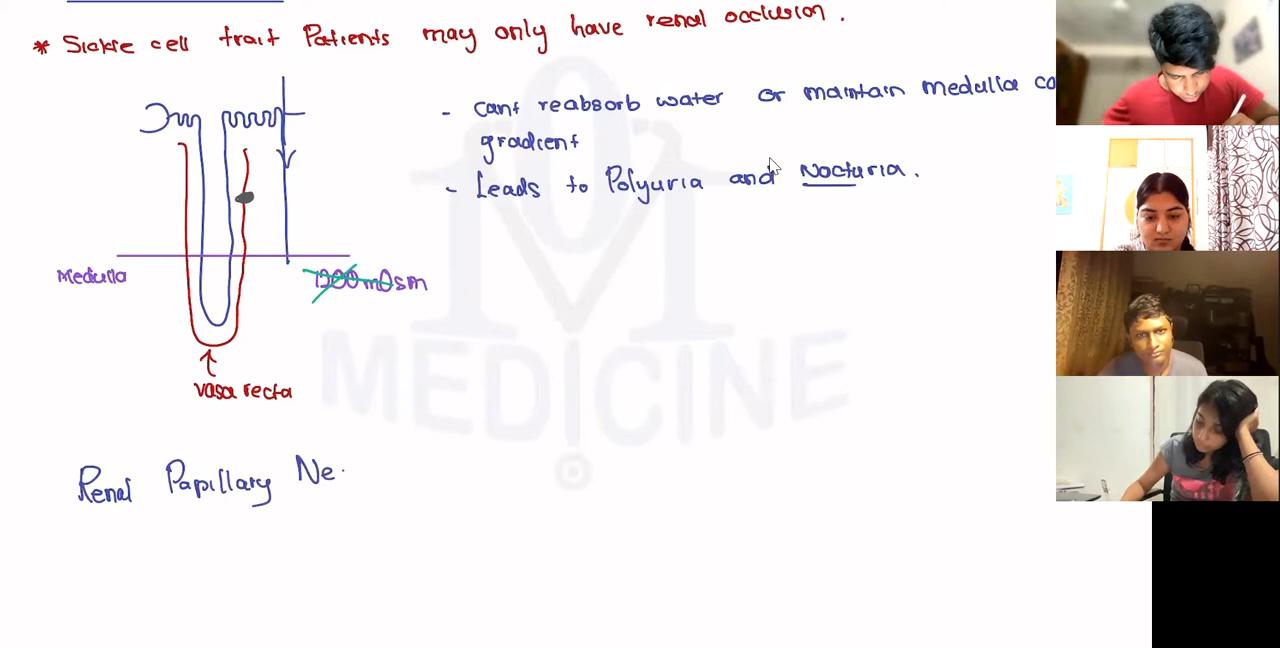 * Sickle cell trait Patients may only have renal occlusion.
- Cant reabsorb water or maintain medulla co
gradient
- Leads to Polyuria and Nocturia.
Medulla
1200 mOsm
vasa recta
MEDICINE
Renal Papillary Ne